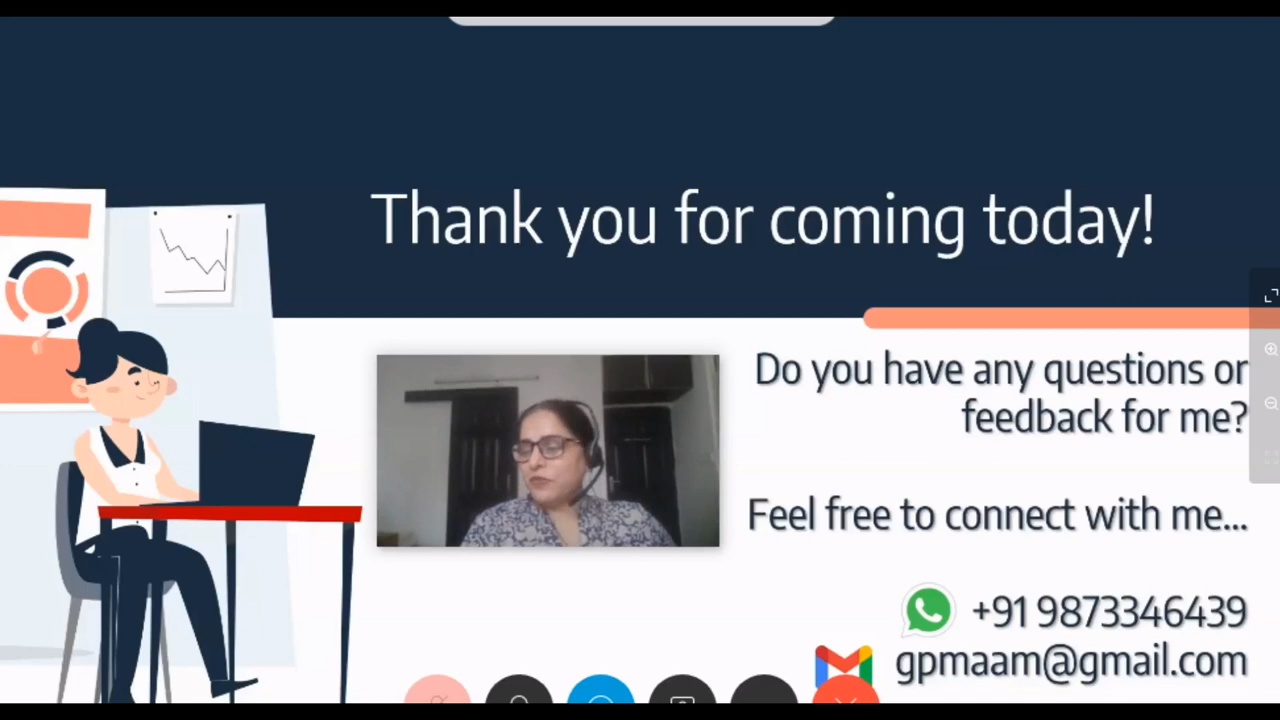 Thank you for coming today!
Do you have any questions or
feedback for me?
Feel free to connect with me...
+91 9873346439
gpmaam@gmail.com